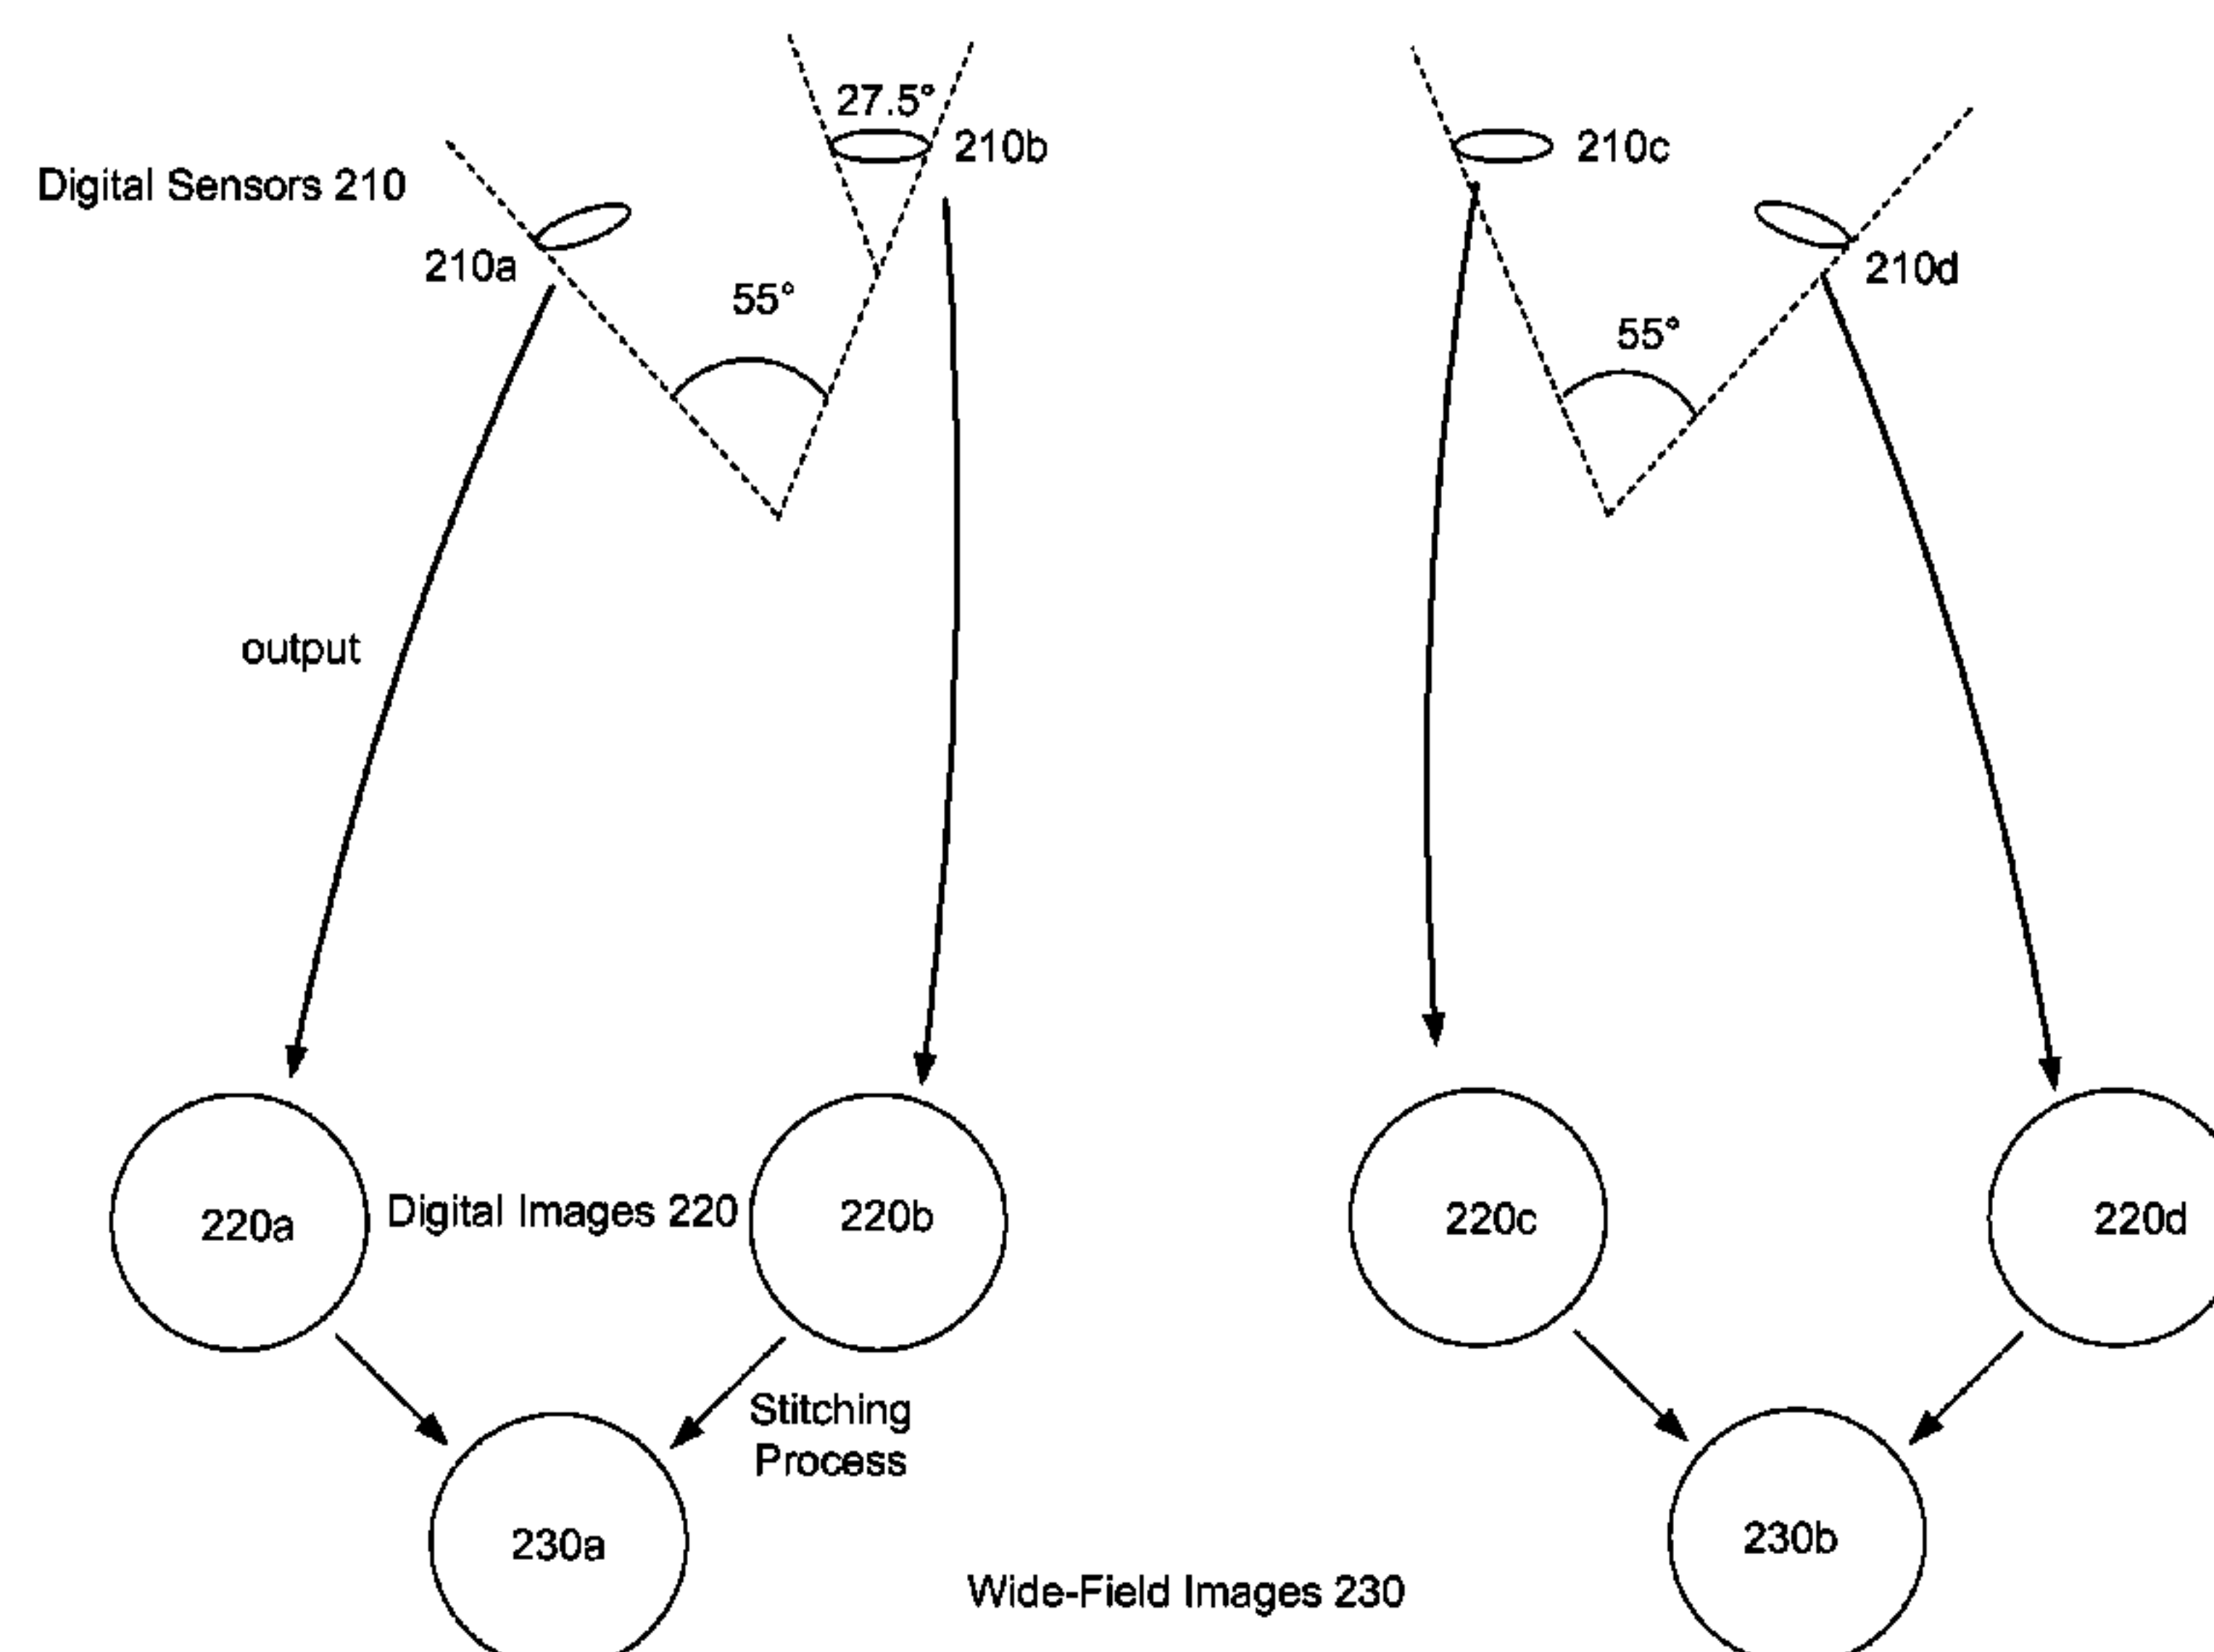 27.5°
210b
210c
Digital Sensors 210
210a
210d
55°
55°
output
220a
Digital Images 220
220b
220c
220d
Stitching
Process
230a
230b
Wide-Field Images 230